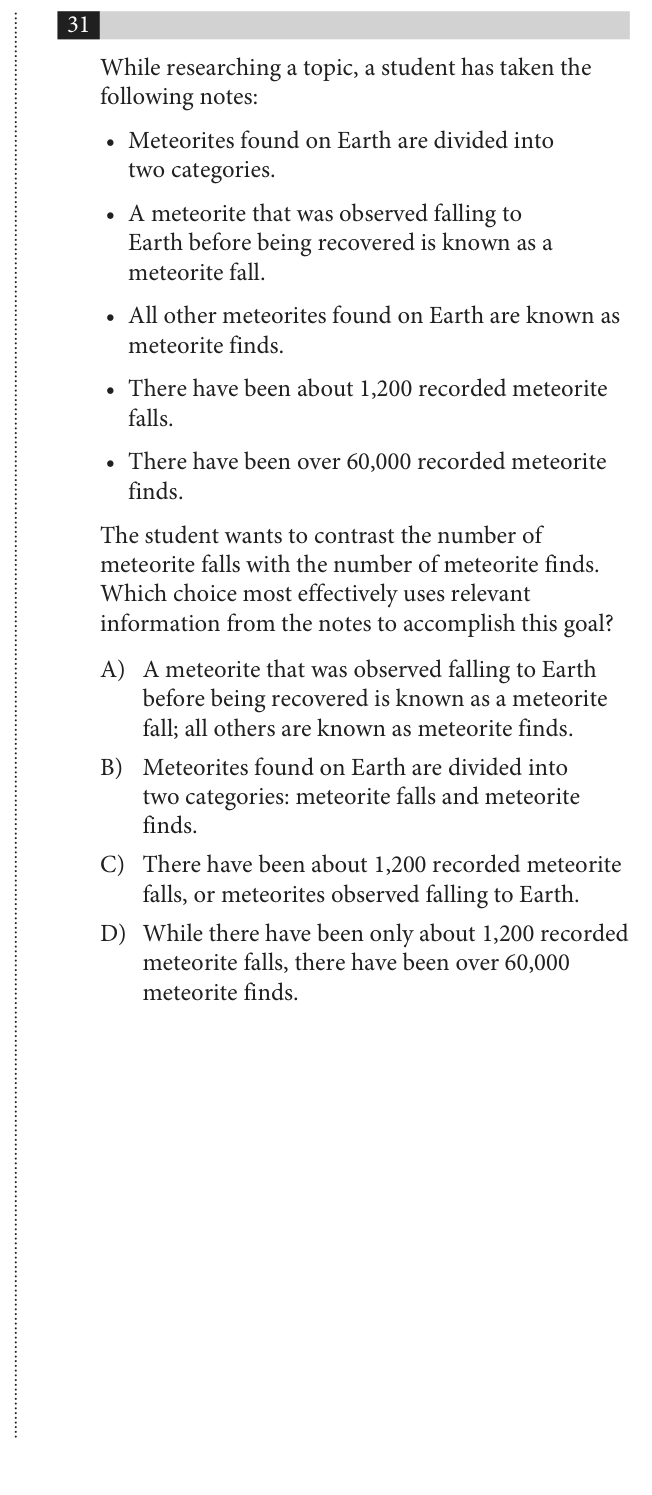 31
While researching a topic, a student has taken the
following notes:
• Meteorites found on Earth are divided into
two categories.
• A meteorite that was observed falling to
Earth before being recovered is known as a
meteorite fall.
• All other meteorites found on Earth are known as
meteorite finds.
• There have been about 1,200 recorded meteorite
falls.
• There have been over 60,000 recorded meteorite
finds.
The student wants to contrast the number of
meteorite falls with the number of meteorite finds.
Which choice most effectively uses relevant
information from the notes to accomplish this goal?
A) A meteorite that was observed falling to Earth
before being recovered is known as a meteorite
fall; all others are known as meteorite finds.
B) Meteorites found on Earth are divided into
two categories: meteorite falls and meteorite
finds.
C) There have been about 1,200 recorded meteorite
falls, or meteorites observed falling to Earth.
D) While there have been only about 1,200 recorded
meteorite falls, there have been over 60,000
meteorite finds.